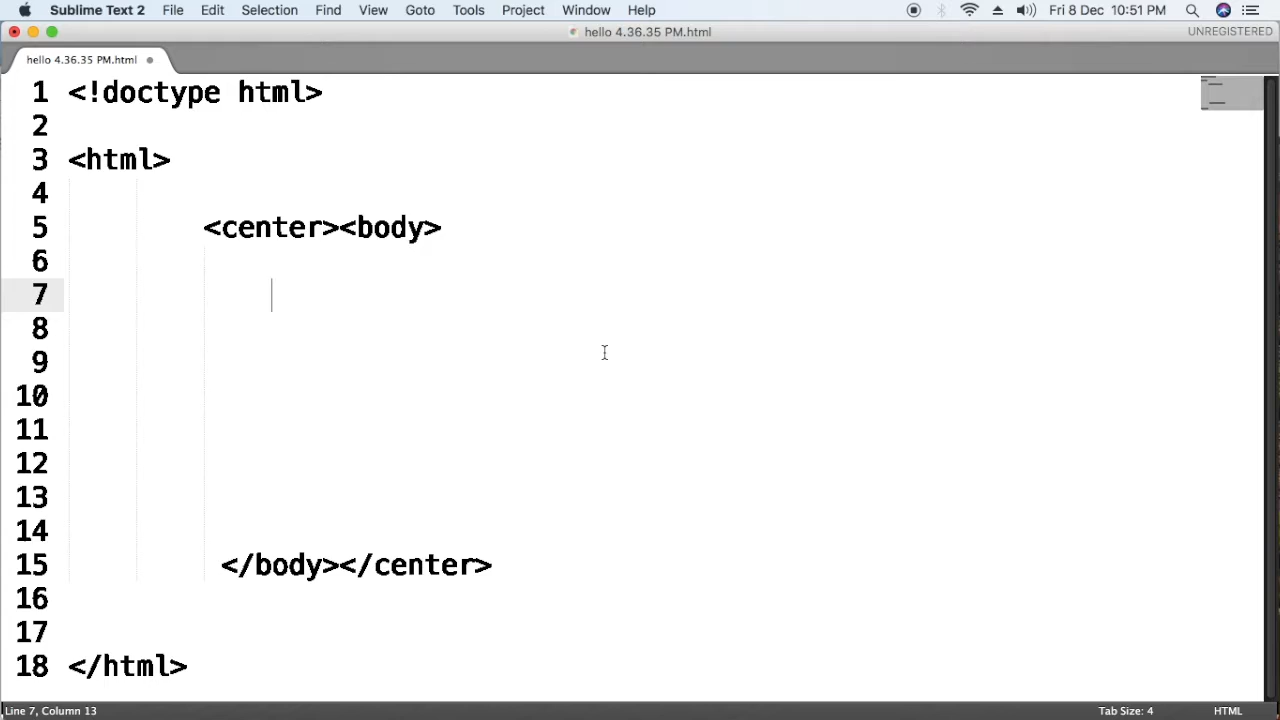 Sublime Text 2 File Edit Selection Find View Goto Tools Project Window Help Fri 8 Dec 10:51 PM
hello 4.36.35 PM.html UNREGISTERED
hello 4.36.35 PM.html
1 <!doctype html>
2
3 <html>
4
5 <center><body>
6
7
8
9
10
11
12
13
14
15 </body></center>
16
17
18 </html>
Line 7, Column 13 Tab Size: 4 HTML